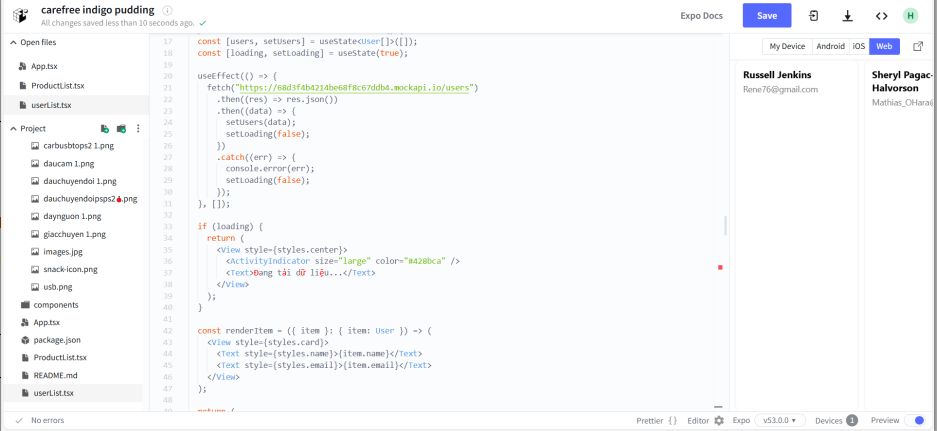 carefree indigo pudding
All changes saved less than 10 seconds ago.
Expo Docs
Save
H
Open files
App.tsx
ProductList.tsx
userList.tsx
Project
carbusbtops2 1.png
daucam 1.png
dauchuyendoi 1.png
dauchuyendoipsps2 1.png
daynguon 1.png
giacchuyen 1.png
images.jpg
snack-icon.png
usb.png
components
App.tsx
package.json
ProductList.tsx
README.md
userList.tsx
17 const [users, setUsers] = useState<User[]>([]);
18 const [loading, setLoading] = useState(true);
19
20 useEffect(() => {
21 fetch("https://68d3f4b4214be68f8c67ddb4.mockapi.io/users")
22 .then((res) => res.json())
23 .then((data) => {
24 setUsers(data);
25 setLoading(false);
26 })
27 .catch((err) => {
28 console.error(err);
29 setLoading(false);
30 });
31 }, []);
32
33 if (loading) {
34 return (
35 <View style={styles.center}>
36 <ActivityIndicator size="large" color="#428bca" />
37 <Text>Đang tải dữ liệu...</Text>
38 </View>
39 );
40 }
41
42 const renderItem = ({ item }: { item: User }) => (
43 <View style={styles.card}>
44 <Text style={styles.name}>{item.name}</Text>
45 <Text style={styles.email}>{item.email}</Text>
46 </View>
47 );
48
49 return (
My Device
Android
iOS
Web
Russell Jenkins
Rene76@gmail.com
Sheryl Pagac-
Halvorson
Mathias_OHara
No errors
Prettier {}
Editor
Expo
v53.0.0
Devices
1
Preview